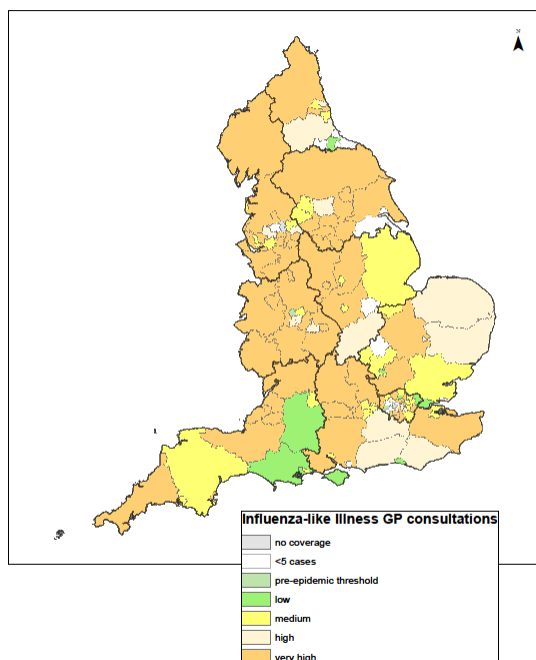 N
Influenza-like Illness GP consultations
no coverage
<5 cases
pre-epidemic threshold
low
medium
high
very high